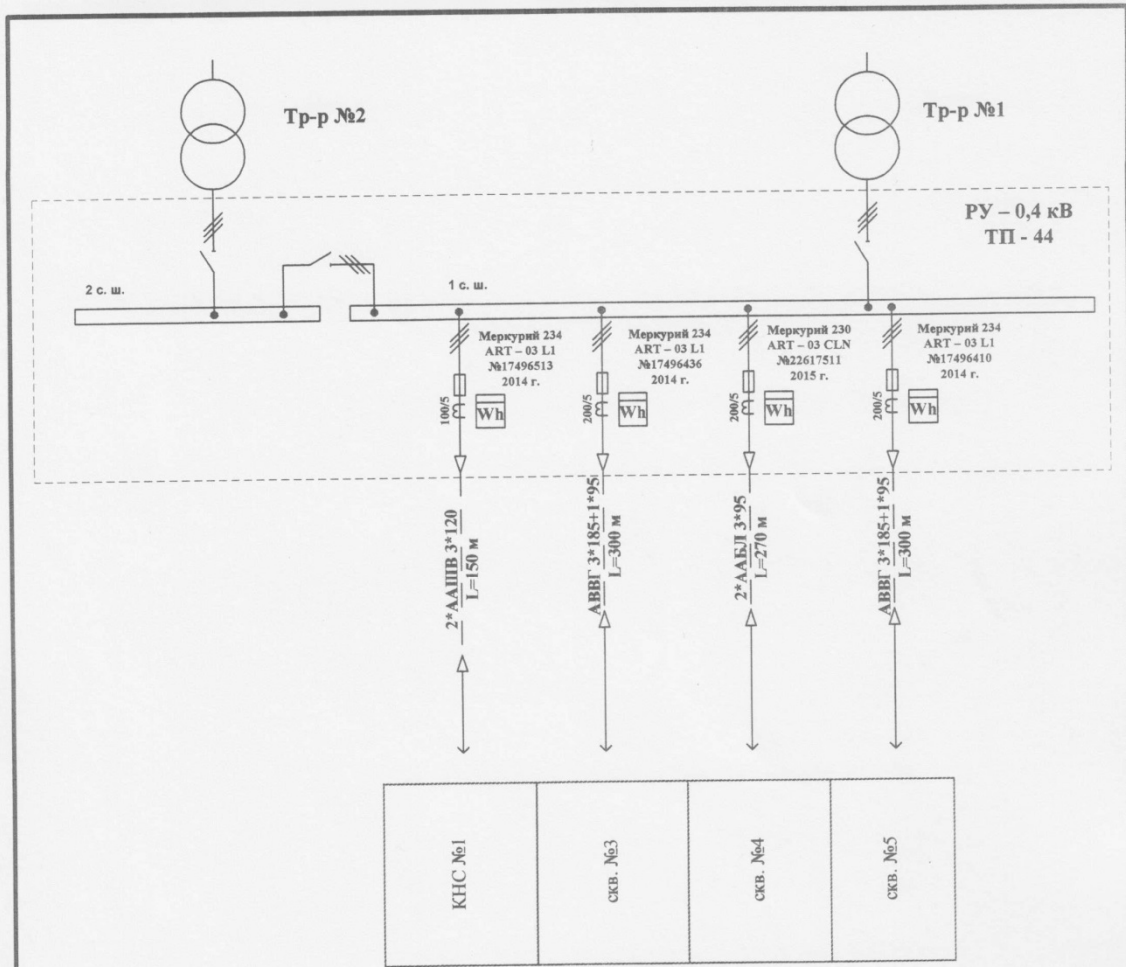 Тр-р №2
Тр-р №1
РУ – 0,4 кВ
ТП - 44
2 с. ш.
1 с. ш.
Меркурий 234
ART – 03 L1
№17496513
2014 г.
Меркурий 234
ART – 03 L1
№17496436
2014 г.
Меркурий 230
ART – 03 CLN
№22617511
2015 г.
Меркурий 234
ART – 03 L1
№17496410
2014 г.
100/5
Wh
200/5
Wh
200/5
Wh
200/5
Wh
2*ААШВ 3*120
L=150 м
АВВГ 3*185+1*95
L=300 м
2*ААБЛ 3*95
L=270 м
АВВГ 3*185+1*95
L=300 м
КНС №1
скв. №3
скв. №4
скв. №5